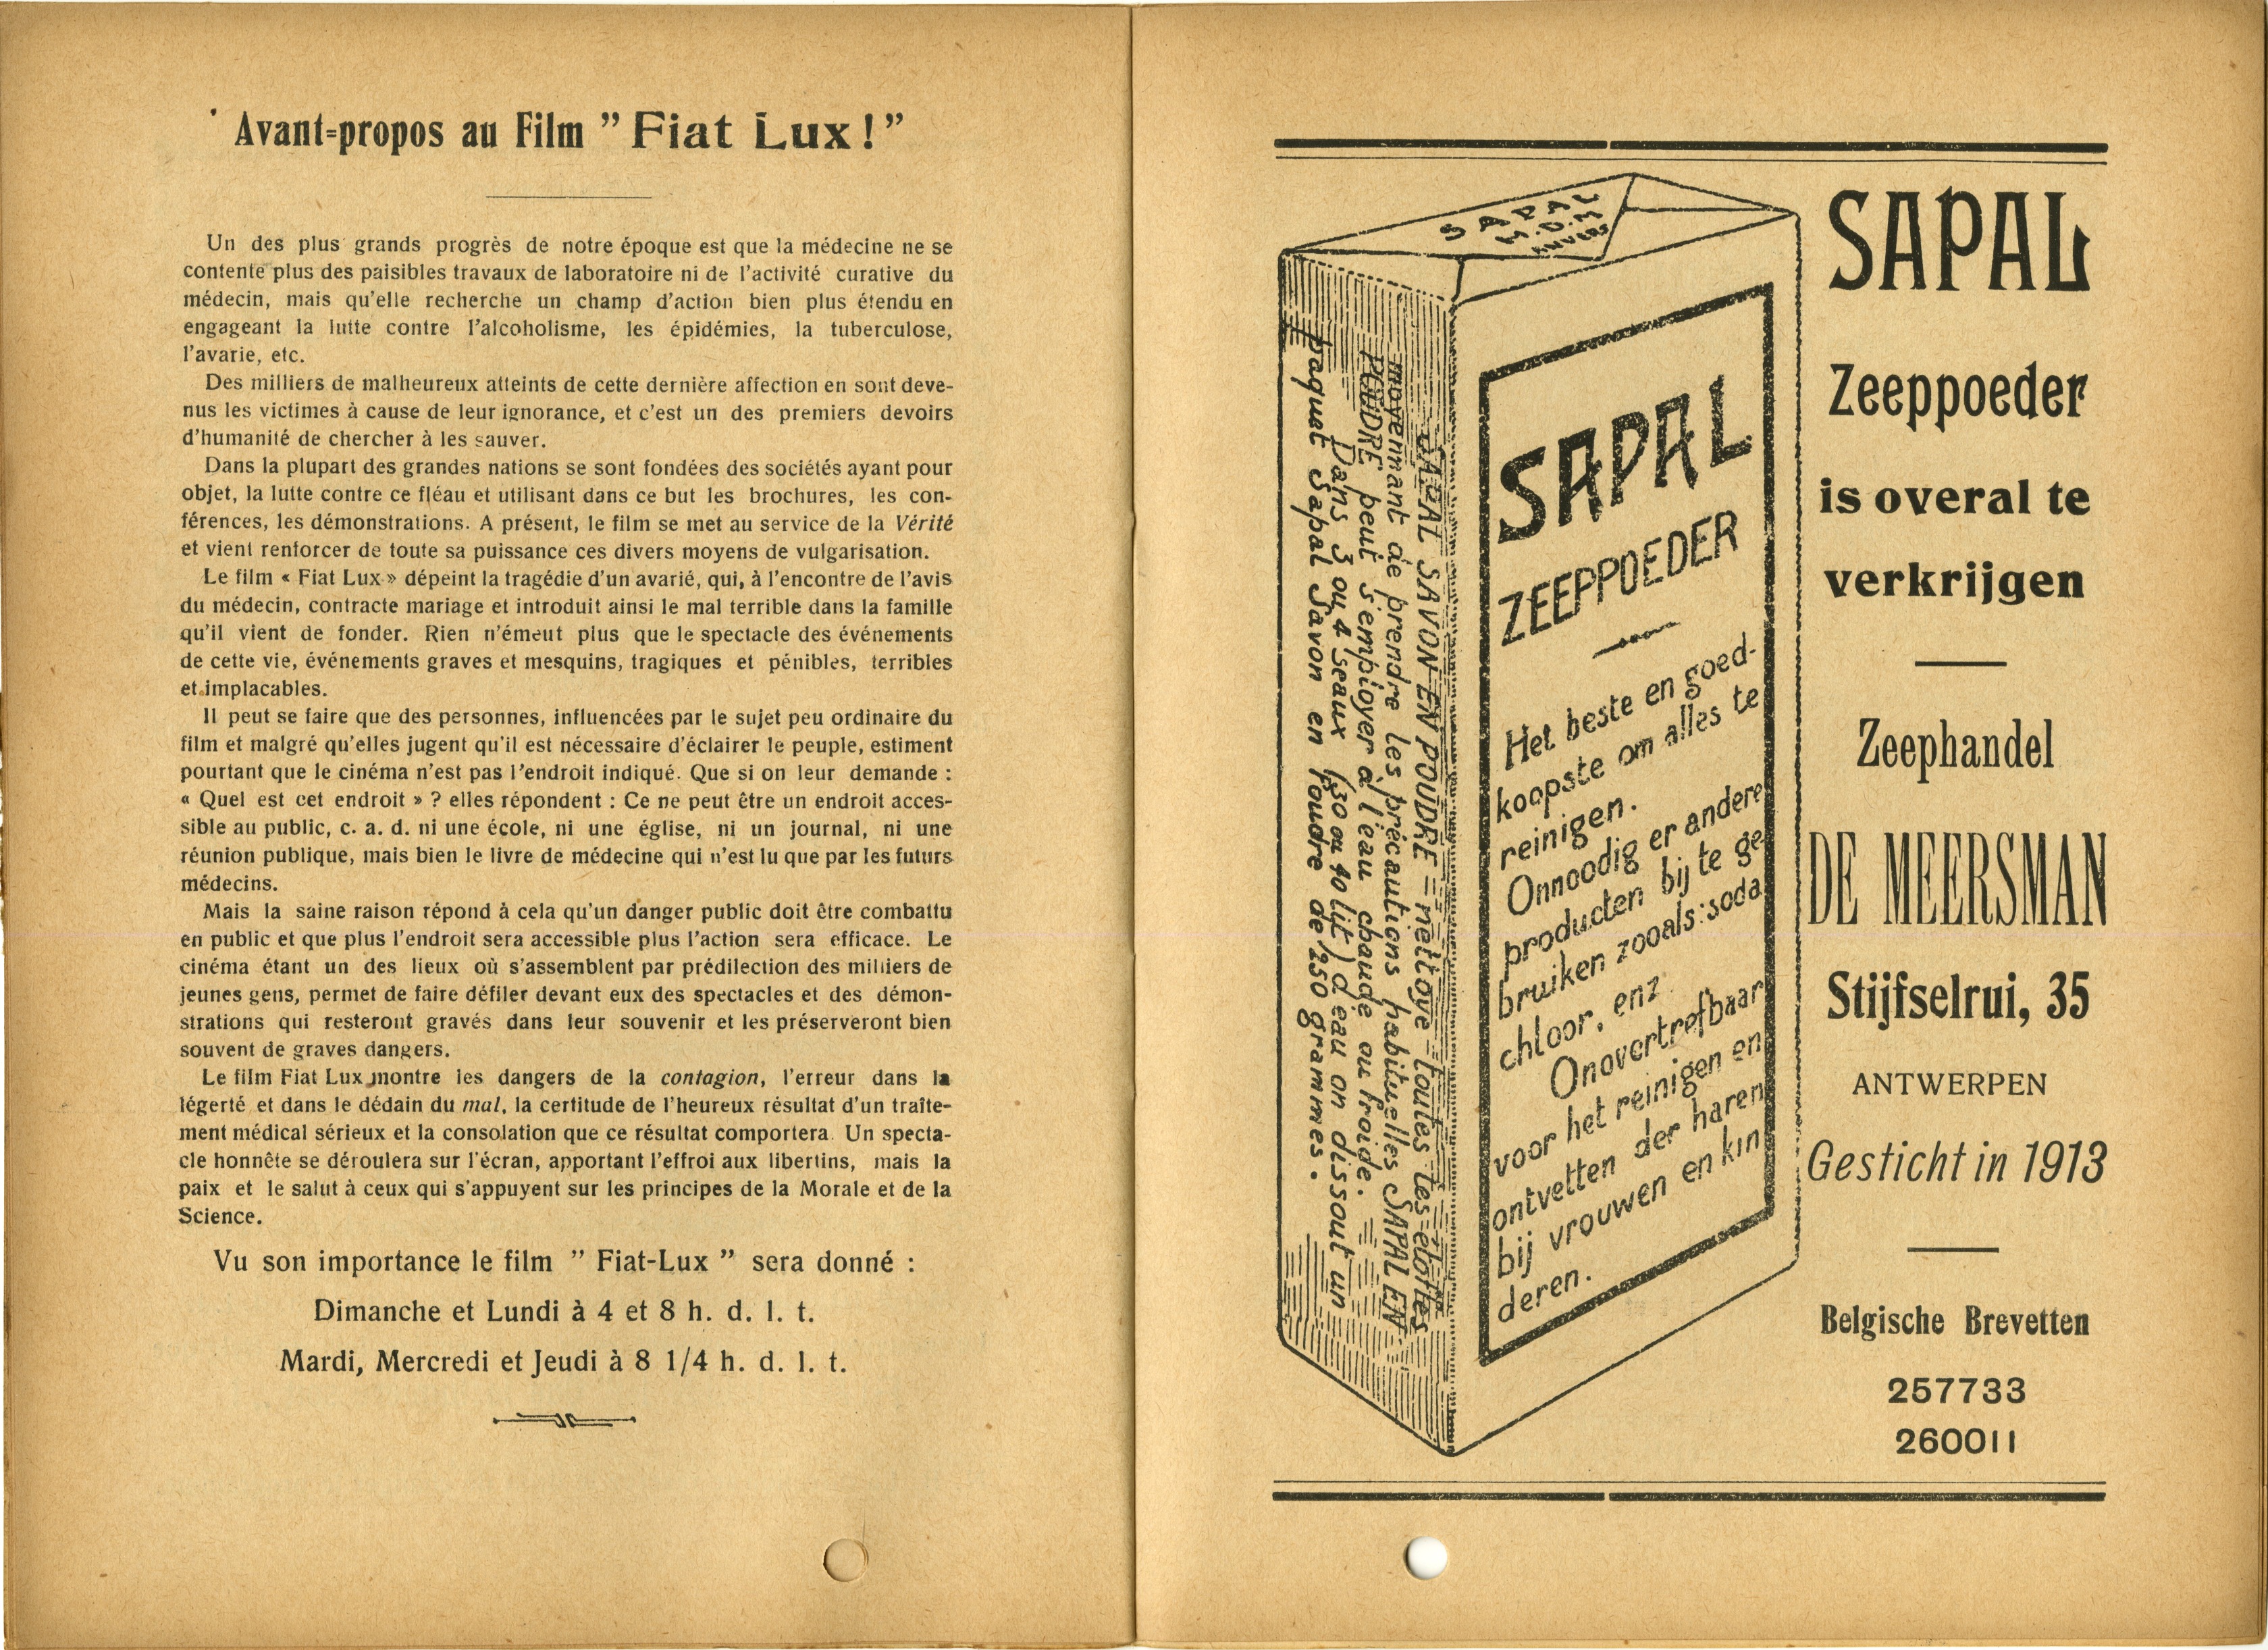 Avant-propos au Film ” Fiat Lux ! ”
Un des plus grands progrès de notre époque est que la médecine ne se
contente plus des paisibles travaux de laboratoire ni de l'activité curative du
médecin, mais qu'elle recherche un champ d'action bien plus étendu en
engageant la lutte contre l'alcoholisme, les épidémies, la tuberculose,
l'avarie, etc.
Des milliers de malheureux atteints de cette dernière affection en sont deve-
nus les victimes à cause de leur ignorance, et c'est un des premiers devoirs
d'humanité de chercher à les sauver.
Dans la plupart des grandes nations se sont fondées des sociétés ayant pour
objet, la lutte contre ce fléau et utilisant dans ce but les brochures, les con-
férences, les démonstrations. A présent, le film se met au service de la Vérité
et vient renforcer de toute sa puissance ces divers moyens de vulgarisation.
Le film « Fiat Lux » dépeint la tragédie d'un avarié, qui, à l'encontre de l'avis
du médecin, contracte mariage et introduit ainsi le mal terrible dans la famille
qu'il vient de fonder. Rien n'émeut plus que le spectacle des événements
de cette vie, événements graves et mesquins, tragiques et pénibles, terribles
et implacables.
Il peut se faire que des personnes, influencées par le sujet peu ordinaire du
film et malgré qu'elles jugent qu'il est nécessaire d'éclairer le peuple, estiment
pourtant que le cinéma n'est pas l'endroit indiqué. Que si on leur demande :
« Quel est cet endroit » ? elles répondent : Ce ne peut être un endroit acces-
sible au public, c. a. d. ni une école, ni une église, ni un journal, ni une
réunion publique, mais bien le livre de médecine qui n'est lu que par les futurs
médecins.
Mais la saine raison répond à cela qu'un danger public doit être combattu
en public et que plus l'endroit sera accessible plus l'action sera efficace. Le
cinéma étant un des lieux où s'assemblent par prédilection des milliers de
jeunes gens, permet de faire défiler devant eux des spectacles et des démon-
strations qui resteront gravés dans leur souvenir et les préserveront bien
souvent de graves dangers.
Le film Fiat Lux montre les dangers de la contagion, l'erreur dans la
légerté et dans le dédain du mal, la certitude de l'heureux résultat d'un traîte-
ment médical sérieux et la consolation que ce résultat comportera. Un specta-
cle honnête se déroulera sur l'écran, apportant l'effroi aux libertins, mais la
paix et le salut à ceux qui s'appuyent sur les principes de la Morale et de la
Science.
Vu son importance le film ” Fiat-Lux ” sera donné :
Dimanche et Lundi à 4 et 8 h. d. l. t.
Mardi, Mercredi et Jeudi à 8 1/4 h. d. l. t.
SAPAL
H.D.M
ANVERS
SAPAL SAVON EN POUDRE = nettoye = toutes les étoffes
moyennant de prendre les précautions habituelles SAPAL EN
POUDRE peut s'employer à l'eau chaude ou froide.
Dans 3 ou 4 seaux (30 ou 40 lit) d'eau on dissout un
paquet Sapal Savon en Poudre de 250 grammes.
SAPAL
ZEEPPOEDER
Het beste en goed-
koopste om alles te
reinigen.
Onnoodig er andere
producten bij te ge
bruiken zooals: soda
chloor, enz.
Onovertrefbaar
voor het reinigen en
ontvetten der haren
bij vrouwen en kin
deren.
SAPAL
Zeeppoeder
is overal te
verkrijgen
Zeephandel
DE MEERSMAN
Stijfselrui, 35
ANTWERPEN
Gesticht in 1913
Belgische Brevetten
257733
260011